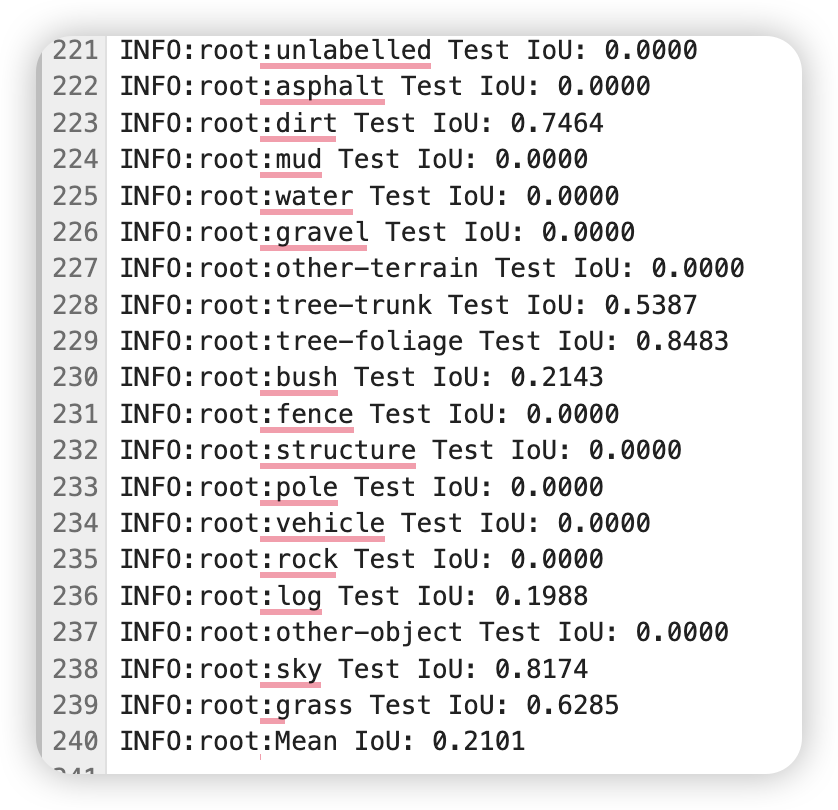 221 INFO:root:unlabelled Test IoU: 0.0000
222 INFO:root:asphalt Test IoU: 0.0000
223 INFO:root:dirt Test IoU: 0.7464
224 INFO:root:mud Test IoU: 0.0000
225 INFO:root:water Test IoU: 0.0000
226 INFO:root:gravel Test IoU: 0.0000
227 INFO:root:other-terrain Test IoU: 0.0000
228 INFO:root:tree-trunk Test IoU: 0.5387
229 INFO:root:tree-foliage Test IoU: 0.8483
230 INFO:root:bush Test IoU: 0.2143
231 INFO:root:fence Test IoU: 0.0000
232 INFO:root:structure Test IoU: 0.0000
233 INFO:root:pole Test IoU: 0.0000
234 INFO:root:vehicle Test IoU: 0.0000
235 INFO:root:rock Test IoU: 0.0000
236 INFO:root:log Test IoU: 0.1988
237 INFO:root:other-object Test IoU: 0.0000
238 INFO:root:sky Test IoU: 0.8174
239 INFO:root:grass Test IoU: 0.6285
240 INFO:root:Mean IoU: 0.2101